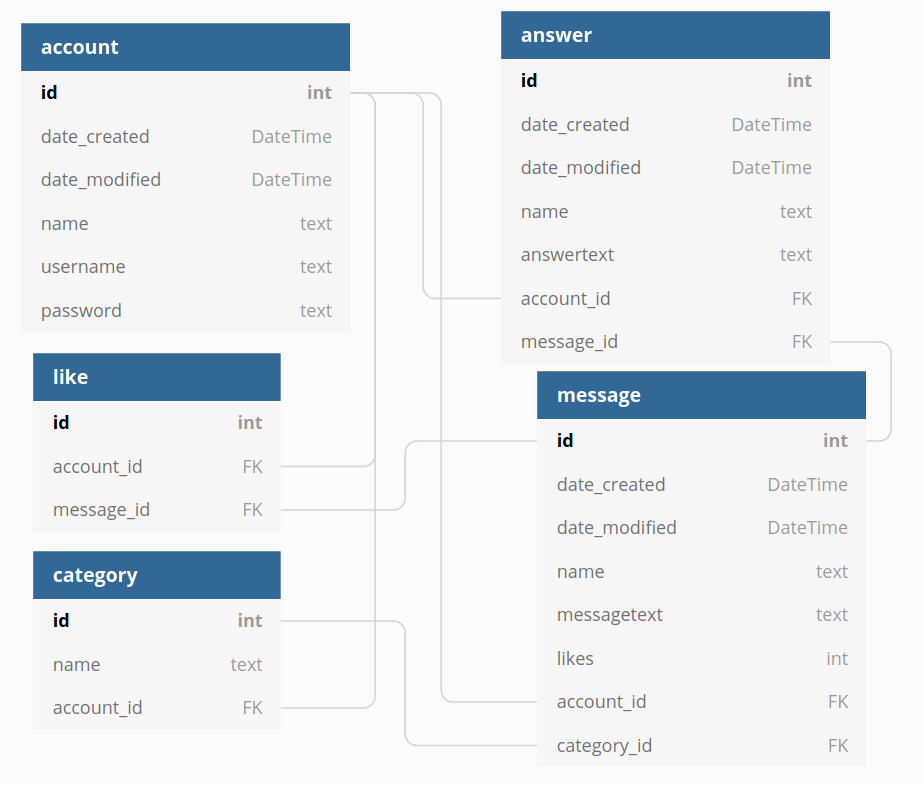 account
id int
date_created DateTime
date_modified DateTime
name text
username text
password text
like
id int
account_id FK
message_id FK
category
id int
name text
account_id FK
answer
id int
date_created DateTime
date_modified DateTime
name text
answertext text
account_id FK
message_id FK
message
id int
date_created DateTime
date_modified DateTime
name text
messagetext text
likes int
account_id FK
category_id FK